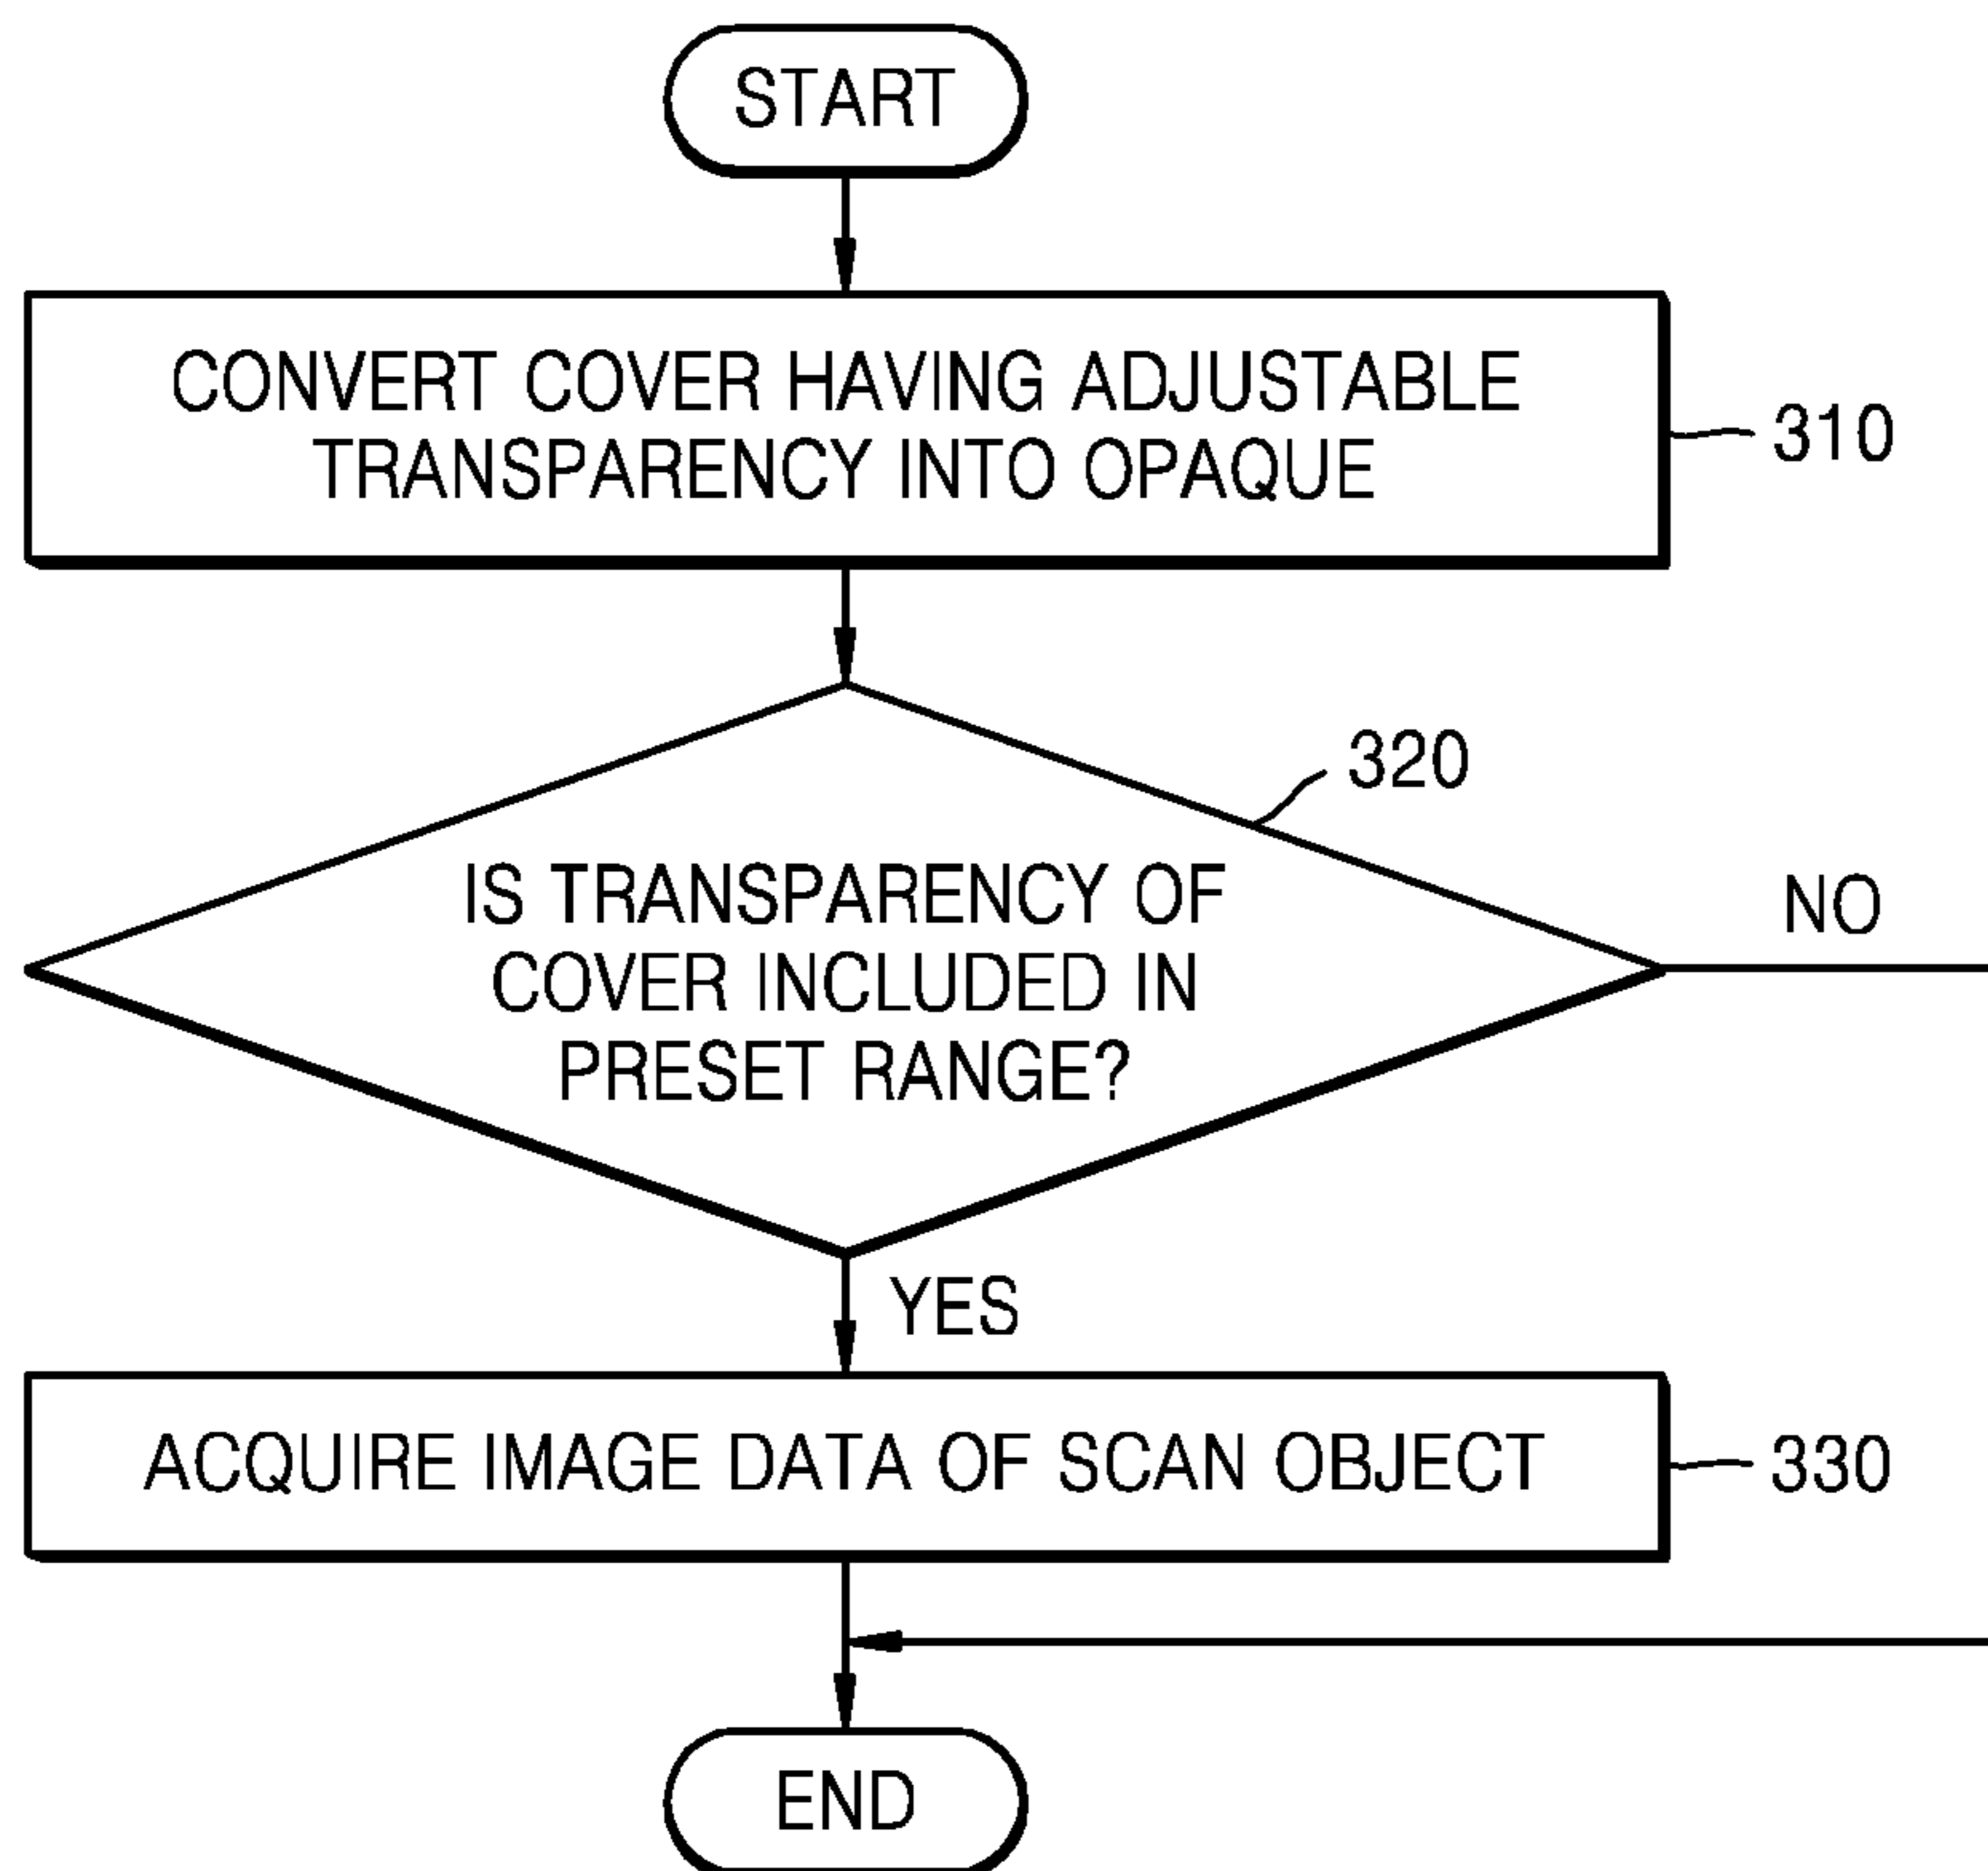 START
CONVERT COVER HAVING ADJUSTABLE
TRANSPARENCY INTO OPAQUE
310
320
IS TRANSPARENCY OF
COVER INCLUDED IN
PRESET RANGE?
NO
YES
ACQUIRE IMAGE DATA OF SCAN OBJECT
330
END